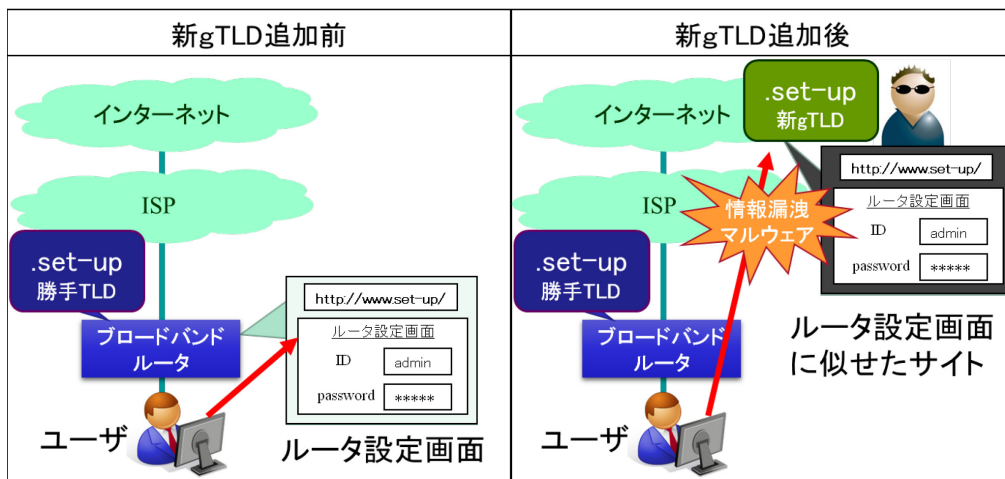 新gTLD追加前
インターネット
ISP
.set-up
勝手TLD
ブロードバンド
ルータ
http://www.set-up/
ルータ設定画面
ID admin
password *****
ユーザ
ルータ設定画面
新gTLD追加後
インターネット
.set-up
新gTLD
ISP
情報漏洩
マルウェア
http://www.set-up/
ルータ設定画面
ID admin
password *****
.set-up
勝手TLD
ブロードバンド
ルータ
ルータ設定画面
に似せたサイト
ユーザ